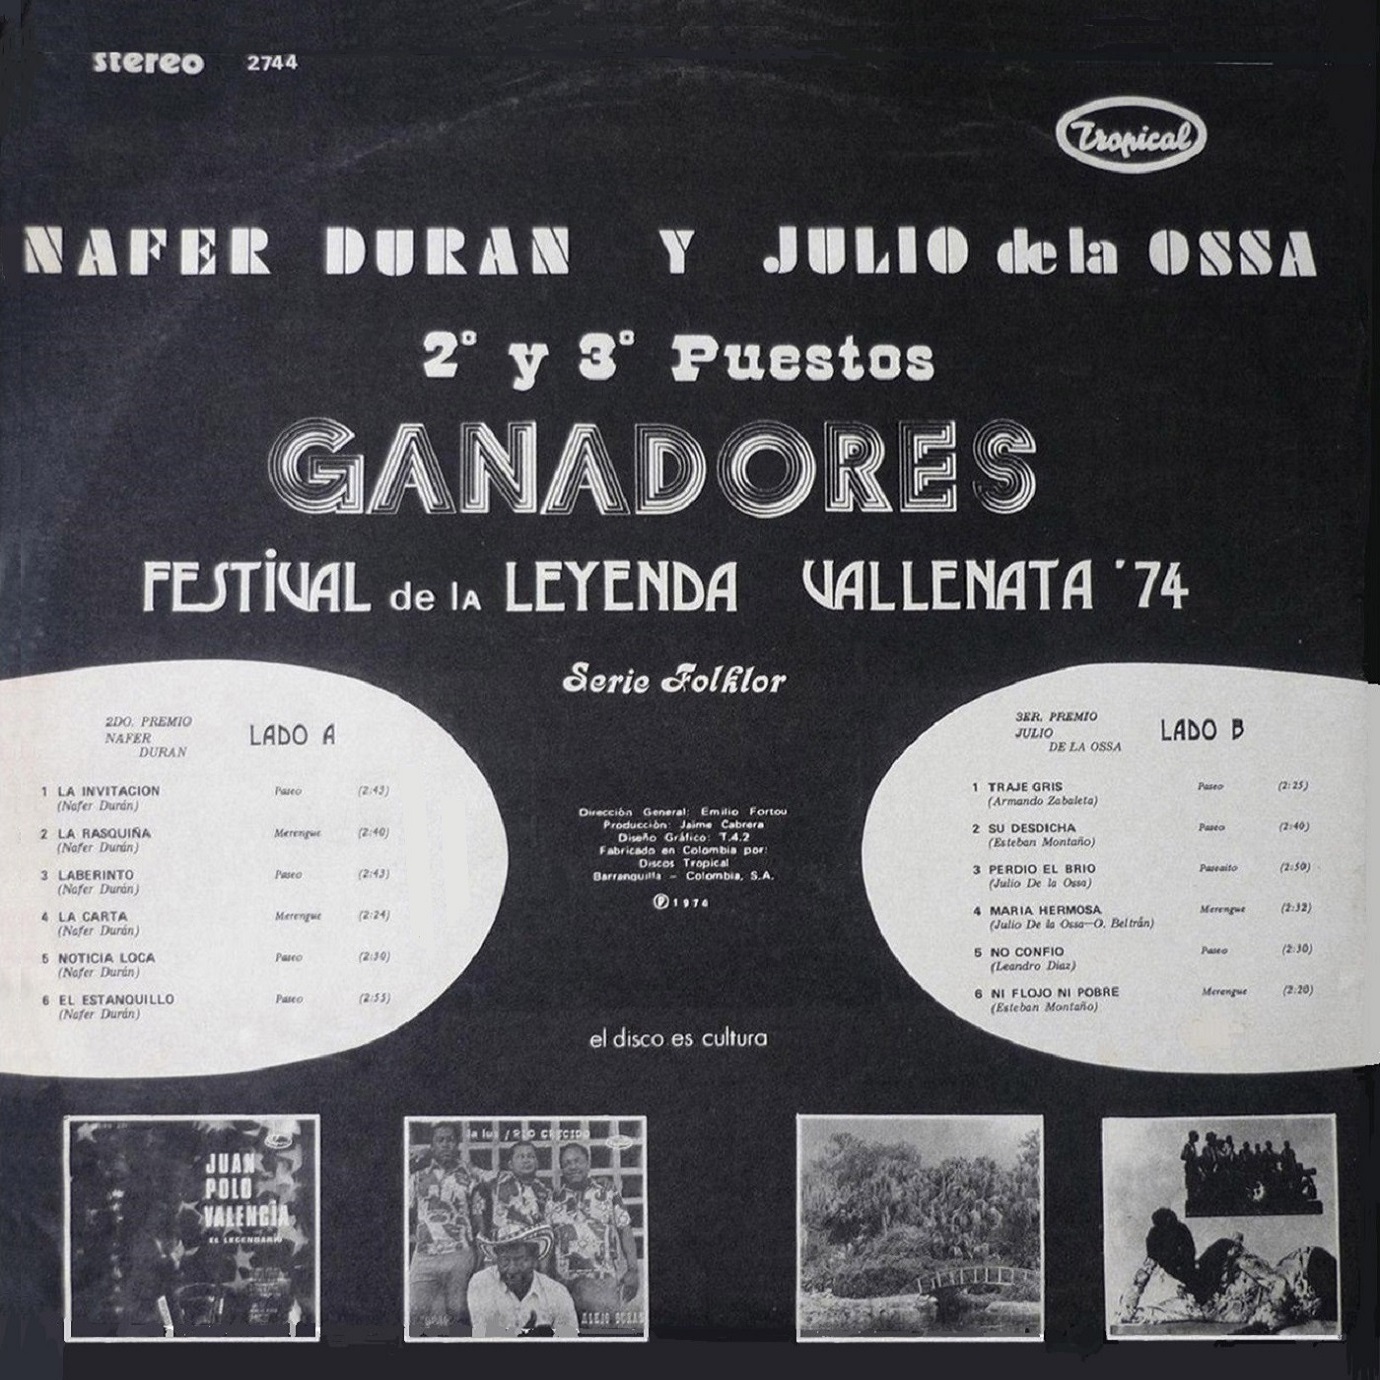 stereo 2744
Tropical
NAFER DURAN Y JULIO de la OSSA
2° y 3° Puestos
GANADORES
FESTIVAL de la LEYENDA VALLENATA '74
Serie Folklor
2DO. PREMIO
NAFER
DURAN
LADO A
1 LA INVITACION Paseo (2:43)
(Nafer Durán)
2 LA RASQUIÑA Merengue (2:40)
(Nafer Durán)
3 LABERINTO Paseo (2:43)
(Nafer Durán)
4 LA CARTA Merengue (2:24)
(Nafer Durán)
5 NOTICIA LOCA Paseo (2:30)
(Nafer Durán)
6 EL ESTANQUILLO Paseo (2:55)
(Nafer Durán)
Dirección General: Emilio Fortou
Producción: Jaime Cabrera
Diseño Gráfico: T.4.2
Fabricado en Colombia por:
Discos Tropical
Barranquilla – Colombia, S.A.
Ⓟ 1974
el disco es cultura
3ER. PREMIO
JULIO
DE LA OSSA
LADO B
1 TRAJE GRIS Paseo (2:25)
(Armando Zabaleta)
2 SU DESDICHA Paseo (2:40)
(Esteban Montaño)
3 PERDIO EL BRIO Paseaito (2:50)
(Julio De la Ossa)
4 MARIA HERMOSA Merengue (2:32)
(Julio De la Ossa—O. Beltrán)
5 NO CONFIO Paseo (2:30)
(Leandro Diaz)
6 NI FLOJO NI POBRE Merengue (2:20)
(Esteban Montaño)
JUAN
POLO
VALENCIA
EL LEGENDARIO
la luz / RIO CRECIDO
ALEJO DURAN